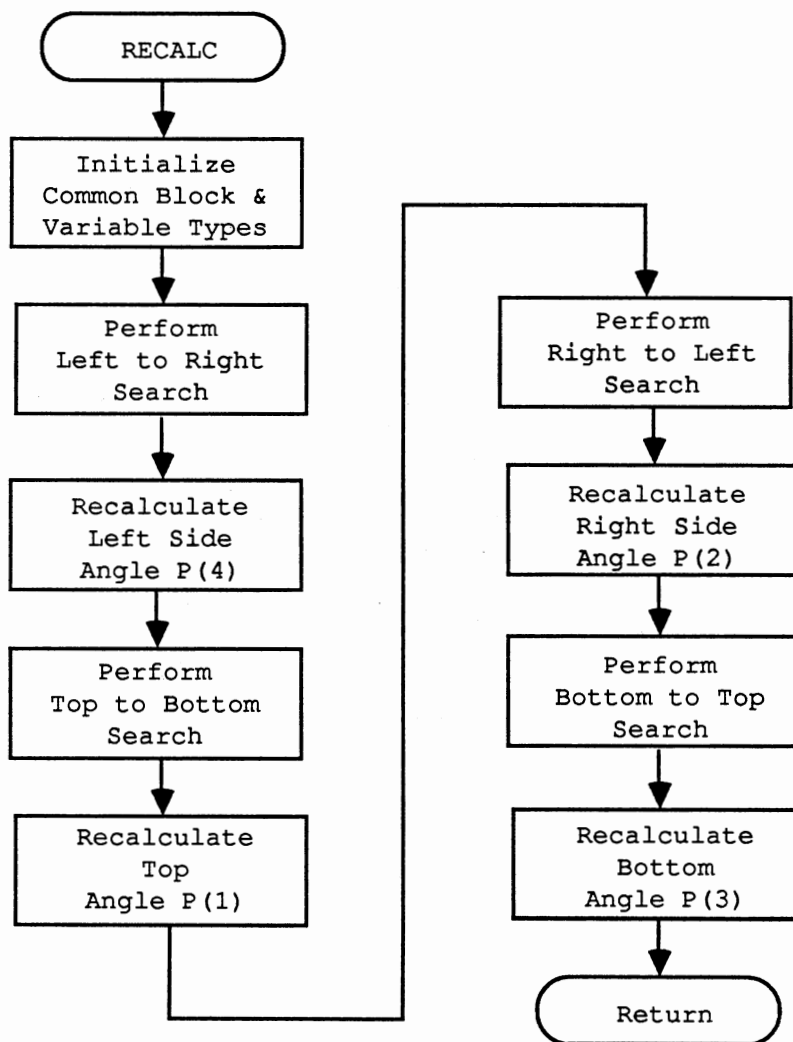 RECALC
Initialize
Common Block &
Variable Types
Perform
Left to Right
Search
Recalculate
Left Side
Angle P(4)
Perform
Top to Bottom
Search
Recalculate
Top
Angle P(1)
Perform
Right to Left
Search
Recalculate
Right Side
Angle P(2)
Perform
Bottom to Top
Search
Recalculate
Bottom
Angle P(3)
Return